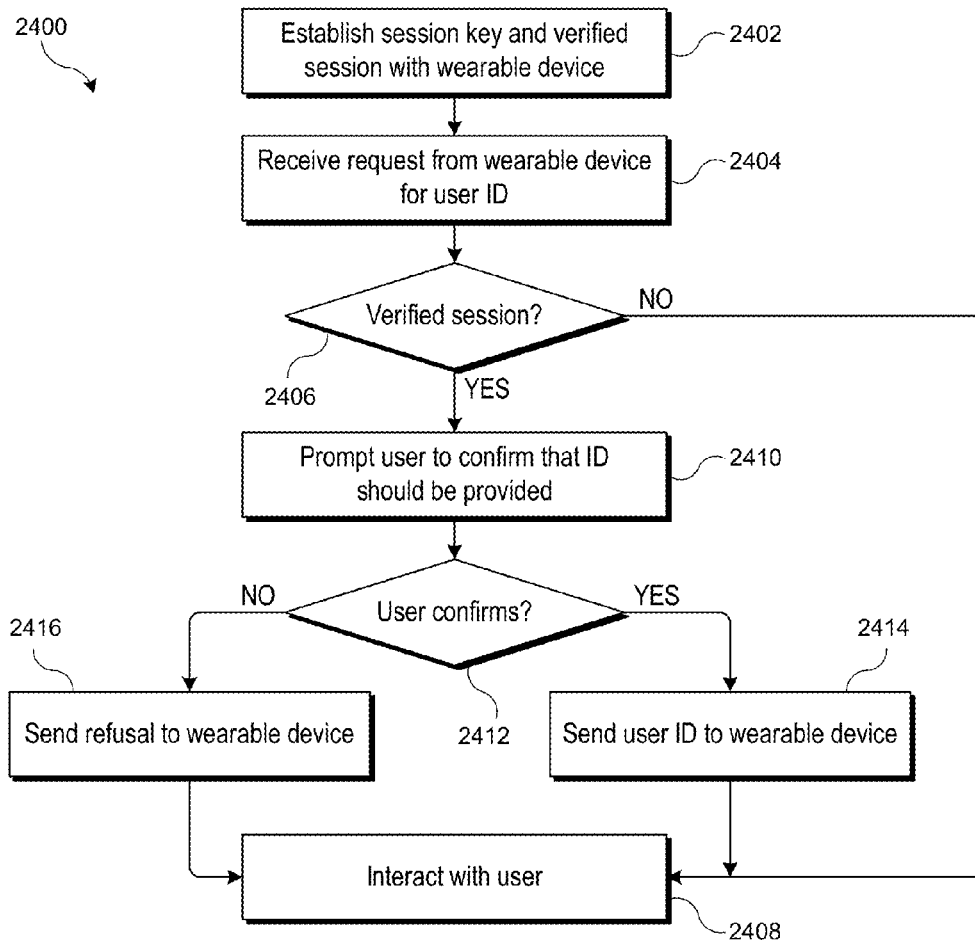 2400
Establish session key and verified
session with wearable device
2402
Receive request from wearable device
for user ID
2404
Verified session?
NO
2406
YES
Prompt user to confirm that ID
should be provided
2410
NO
User confirms?
YES
2416
2414
2412
Send refusal to wearable device
Send user ID to wearable device
Interact with user
2408